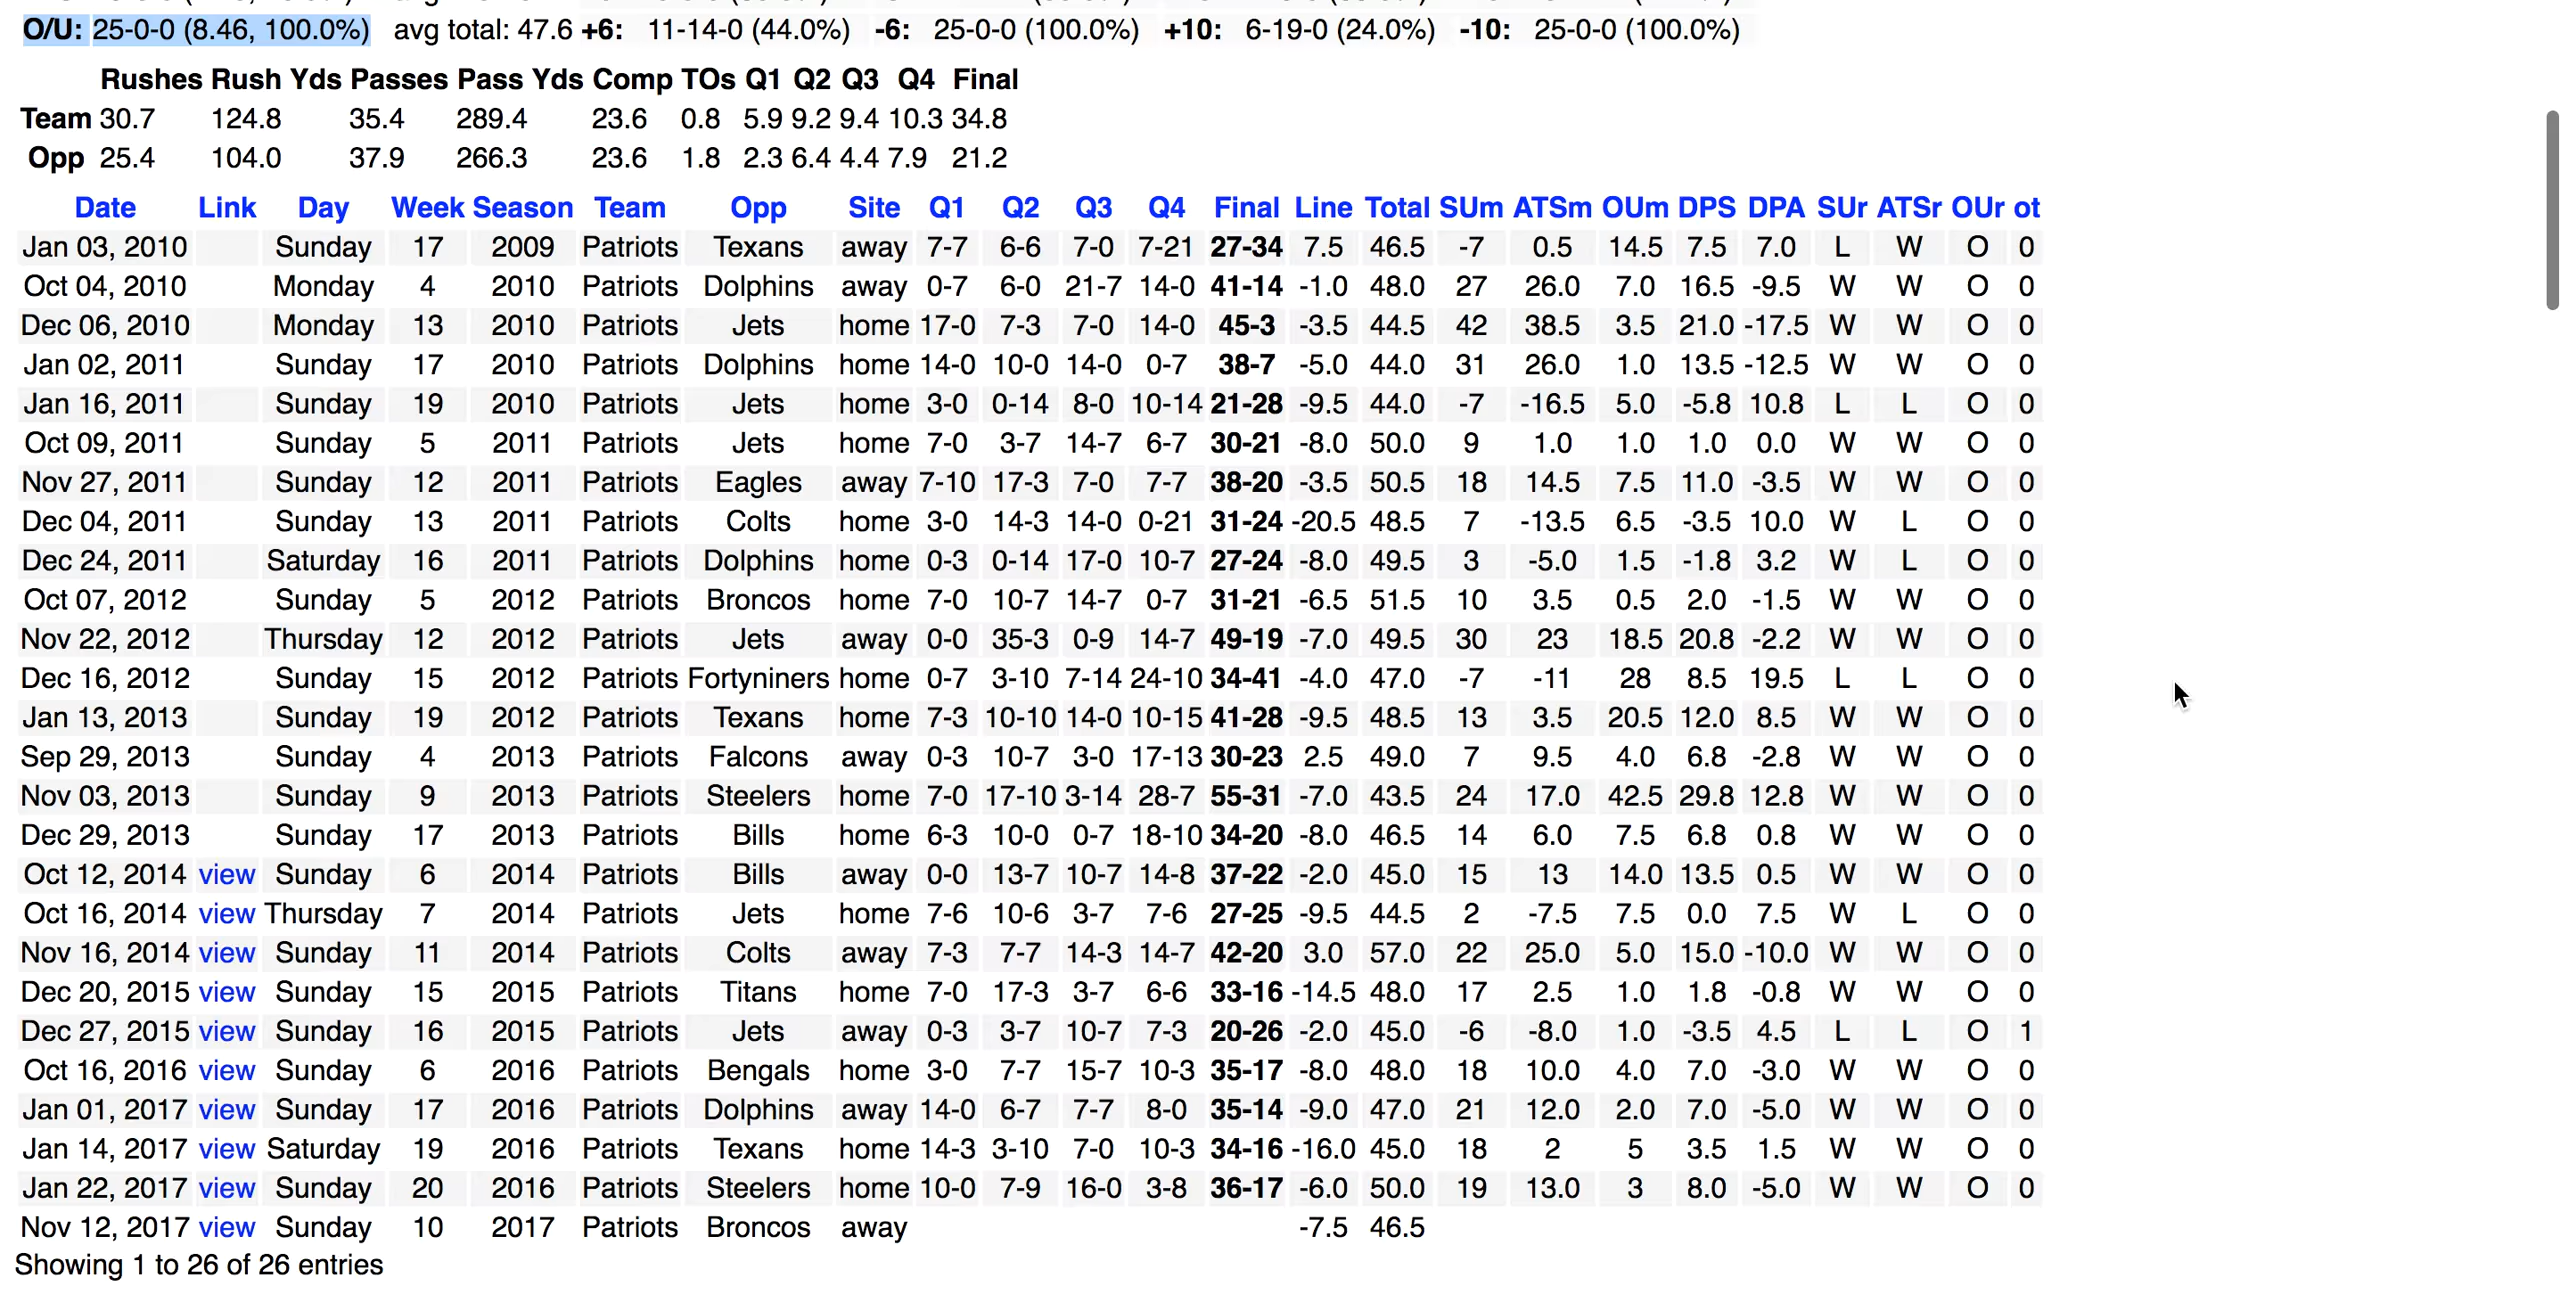 O/U: 25-0-0 (8.46, 100.0%) avg total: 47.6 +6: 11-14-0 (44.0%) -6: 25-0-0 (100.0%) +10: 6-19-0 (24.0%) -10: 25-0-0 (100.0%)
Rushes Rush Yds Passes Pass Yds Comp TOs Q1 Q2 Q3 Q4 Final
Team 30.7 124.8 35.4 289.4 23.6 0.8 5.9 9.2 9.4 10.3 34.8
Opp 25.4 104.0 37.9 266.3 23.6 1.8 2.3 6.4 4.4 7.9 21.2
Date Link Day Week Season Team Opp Site Q1 Q2 Q3 Q4 Final Line Total SUm ATSm OUm DPS DPA SUr ATSr OUr ot
Jan 03, 2010 Sunday 17 2009 Patriots Texans away 7-7 6-6 7-0 7-21 27-34 7.5 46.5 -7 0.5 14.5 7.5 7.0 L W O 0
Oct 04, 2010 Monday 4 2010 Patriots Dolphins away 0-7 6-0 21-7 14-0 41-14 -1.0 48.0 27 26.0 7.0 16.5 -9.5 W W O 0
Dec 06, 2010 Monday 13 2010 Patriots Jets home 17-0 7-3 7-0 14-0 45-3 -3.5 44.5 42 38.5 3.5 21.0 -17.5 W W O 0
Jan 02, 2011 Sunday 17 2010 Patriots Dolphins home 14-0 10-0 14-0 0-7 38-7 -5.0 44.0 31 26.0 1.0 13.5 -12.5 W W O 0
Jan 16, 2011 Sunday 19 2010 Patriots Jets home 3-0 0-14 8-0 10-14 21-28 -9.5 44.0 -7 -16.5 5.0 -5.8 10.8 L L O 0
Oct 09, 2011 Sunday 5 2011 Patriots Jets home 7-0 3-7 14-7 6-7 30-21 -8.0 50.0 9 1.0 1.0 1.0 0.0 W W O 0
Nov 27, 2011 Sunday 12 2011 Patriots Eagles away 7-10 17-3 7-0 7-7 38-20 -3.5 50.5 18 14.5 7.5 11.0 -3.5 W W O 0
Dec 04, 2011 Sunday 13 2011 Patriots Colts home 3-0 14-3 14-0 0-21 31-24 -20.5 48.5 7 -13.5 6.5 -3.5 10.0 W L O 0
Dec 24, 2011 Saturday 16 2011 Patriots Dolphins home 0-3 0-14 17-0 10-7 27-24 -8.0 49.5 3 -5.0 1.5 -1.8 3.2 W L O 0
Oct 07, 2012 Sunday 5 2012 Patriots Broncos home 7-0 10-7 14-7 0-7 31-21 -6.5 51.5 10 3.5 0.5 2.0 -1.5 W W O 0
Nov 22, 2012 Thursday 12 2012 Patriots Jets away 0-0 35-3 0-9 14-7 49-19 -7.0 49.5 30 23 18.5 20.8 -2.2 W W O 0
Dec 16, 2012 Sunday 15 2012 Patriots Fortyniners home 0-7 3-10 7-14 24-10 34-41 -4.0 47.0 -7 -11 28 8.5 19.5 L L O 0
Jan 13, 2013 Sunday 19 2012 Patriots Texans home 7-3 10-10 14-0 10-15 41-28 -9.5 48.5 13 3.5 20.5 12.0 8.5 W W O 0
Sep 29, 2013 Sunday 4 2013 Patriots Falcons away 0-3 10-7 3-0 17-13 30-23 2.5 49.0 7 9.5 4.0 6.8 -2.8 W W O 0
Nov 03, 2013 Sunday 9 2013 Patriots Steelers home 7-0 17-10 3-14 28-7 55-31 -7.0 43.5 24 17.0 42.5 29.8 12.8 W W O 0
Dec 29, 2013 Sunday 17 2013 Patriots Bills home 6-3 10-0 0-7 18-10 34-20 -8.0 46.5 14 6.0 7.5 6.8 0.8 W W O 0
Oct 12, 2014 view Sunday 6 2014 Patriots Bills away 0-0 13-7 10-7 14-8 37-22 -2.0 45.0 15 13 14.0 13.5 0.5 W W O 0
Oct 16, 2014 view Thursday 7 2014 Patriots Jets home 7-6 10-6 3-7 7-6 27-25 -9.5 44.5 2 -7.5 7.5 0.0 7.5 W L O 0
Nov 16, 2014 view Sunday 11 2014 Patriots Colts away 7-3 7-7 14-3 14-7 42-20 3.0 57.0 22 25.0 5.0 15.0 -10.0 W W O 0
Dec 20, 2015 view Sunday 15 2015 Patriots Titans home 7-0 17-3 3-7 6-6 33-16 -14.5 48.0 17 2.5 1.0 1.8 -0.8 W W O 0
Dec 27, 2015 view Sunday 16 2015 Patriots Jets away 0-3 3-7 10-7 7-3 20-26 -2.0 45.0 -6 -8.0 1.0 -3.5 4.5 L L O 1
Oct 16, 2016 view Sunday 6 2016 Patriots Bengals home 3-0 7-7 15-7 10-3 35-17 -8.0 48.0 18 10.0 4.0 7.0 -3.0 W W O 0
Jan 01, 2017 view Sunday 17 2016 Patriots Dolphins away 14-0 6-7 7-7 8-0 35-14 -9.0 47.0 21 12.0 2.0 7.0 -5.0 W W O 0
Jan 14, 2017 view Saturday 19 2016 Patriots Texans home 14-3 3-10 7-0 10-3 34-16 -16.0 45.0 18 2 5 3.5 1.5 W W O 0
Jan 22, 2017 view Sunday 20 2016 Patriots Steelers home 10-0 7-9 16-0 3-8 36-17 -6.0 50.0 19 13.0 3 8.0 -5.0 W W O 0
Nov 12, 2017 view Sunday 10 2017 Patriots Broncos away -7.5 46.5
Showing 1 to 26 of 26 entries